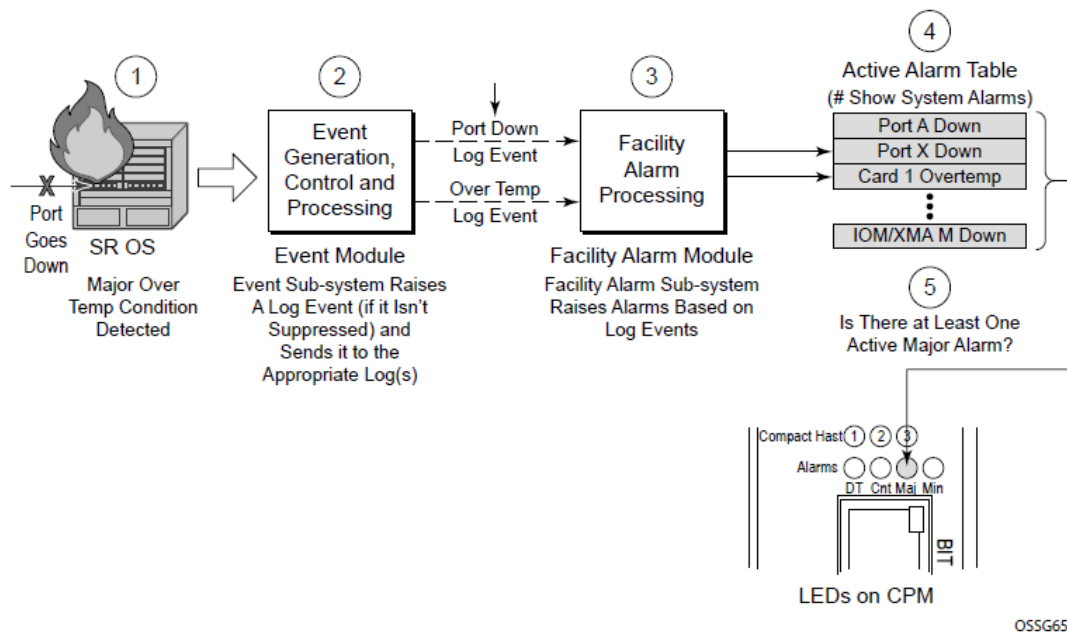 1
2
3
4
Active Alarm Table
(# Show System Alarms)
Port A Down
Port X Down
Card 1 Overtemp
IOM/XMA M Down
Port
Goes
Down
SR OS
Major Over
Temp Condition
Detected
Event
Generation,
Control and
Processing
Event Module
Event Sub-system Raises
A Log Event (if it Isn't
Suppressed) and
Sends it to the
Appropriate Log(s)
Port Down
Log Event
Over Temp
Log Event
Facility
Alarm
Processing
Facility Alarm Module
Facility Alarm Sub-system
Raises Alarms Based on
Log Events
5
Is There at Least One
Active Major Alarm?
Compact Hast 1 2 3
Alarms
DT Cnt Maj Min
BIT
LEDs on CPM
OSSG65